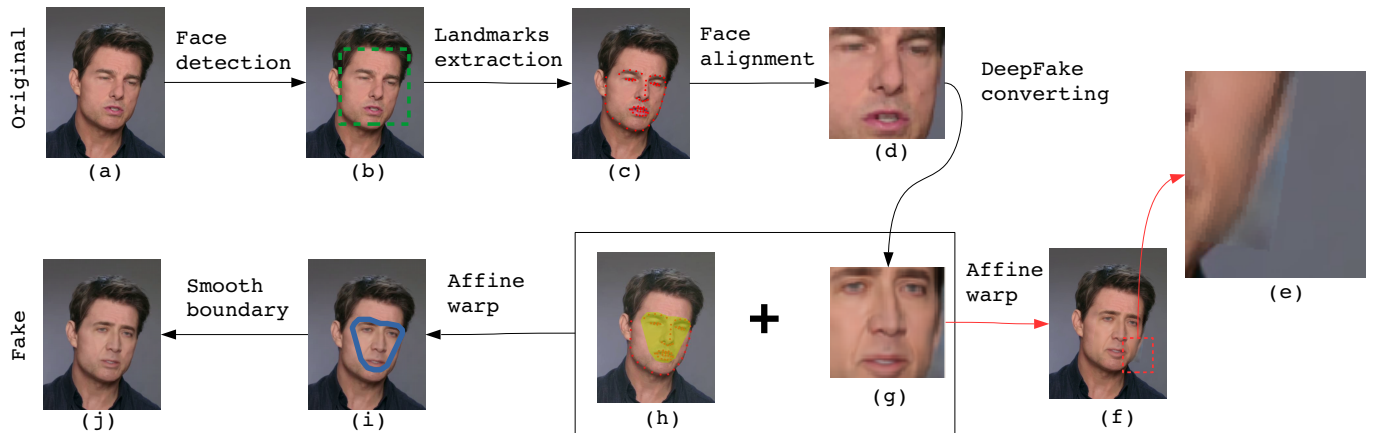 Original
Face
detection
Landmarks
extraction
Face
alignment
DeepFake
converting
(a)
(b)
(c)
(d)
(e)
Fake
Smooth
boundary
Affine
warp
+
Affine
warp
(j)
(i)
(h)
(g)
(f)